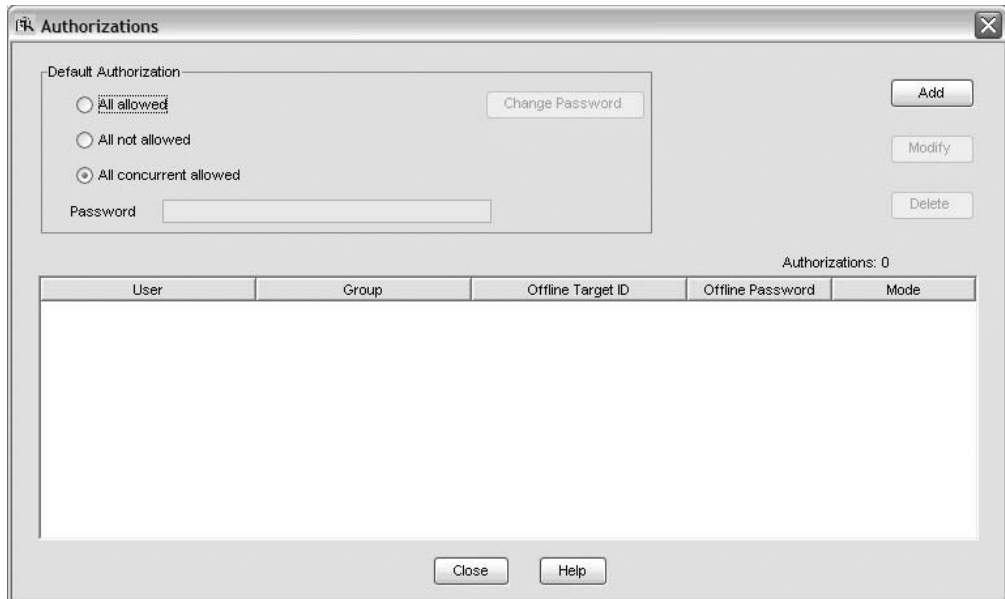 Authorizations
Default Authorization
All allowed
Change Password
Add
All not allowed
Modify
All concurrent allowed
Password
Delete
Authorizations: 0
User Group Offline Target ID Offline Password Mode
Close Help